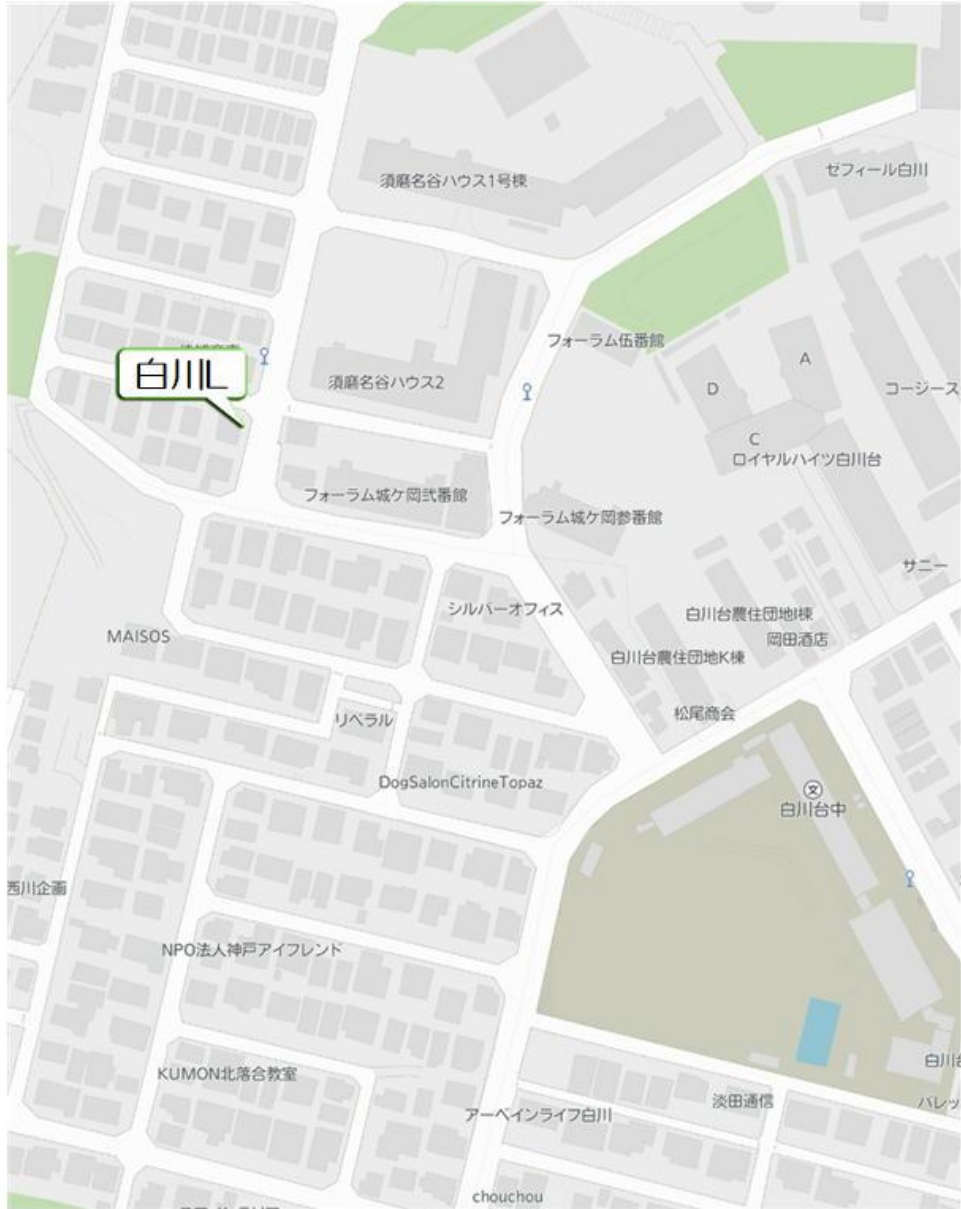 須磨名谷ハウス1号棟
ゼフィール白川
フォーラム伍番館
白川L
須磨名谷ハウス2
D
A
コージース
C
ロイヤルハイツ白川台
フォーラム城ケ岡弐番館
フォーラム城ケ岡参番館
サニー
シルバーオフィス
白川台農住団地I棟
岡田酒店
MAISOS
白川台農住団地K棟
リベラル
松尾商会
DogSalonCitrineTopaz
文
白川台中
西川企画
NPO法人神戸アイフレンド
白川台
KUMON北落合教室
淡田通信
バレッ
アーベインライフ白川
chouchou